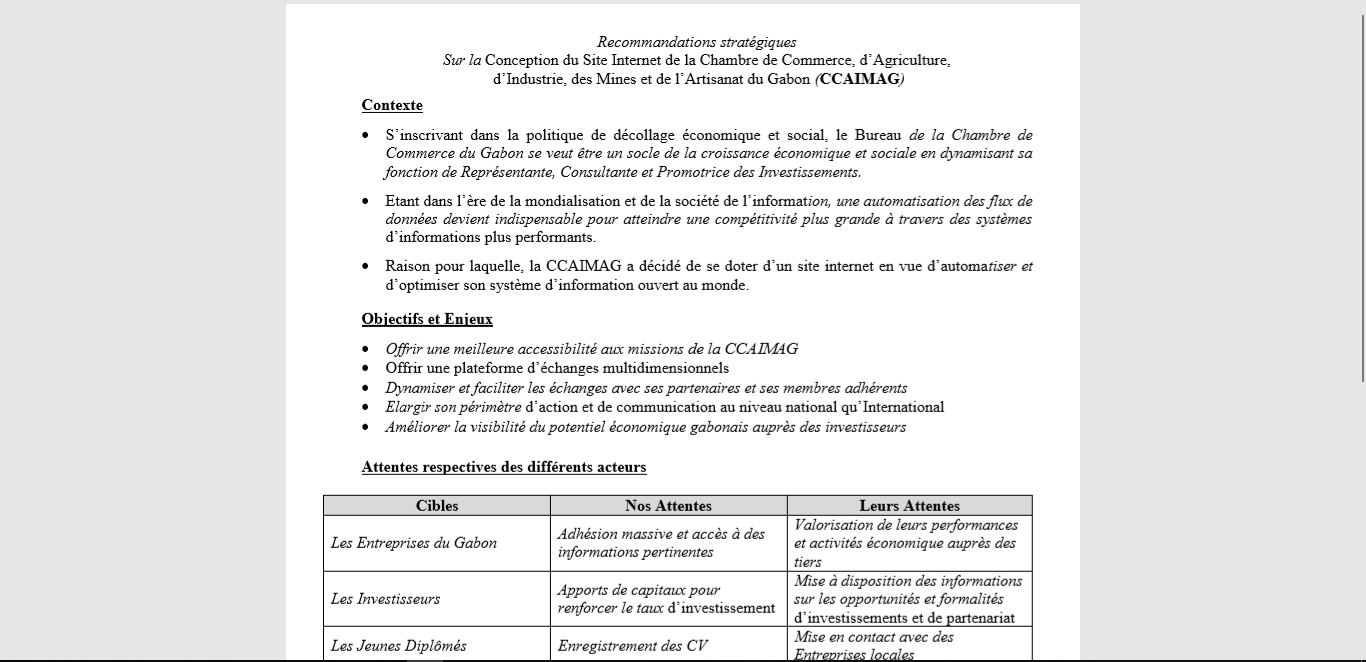 Recommandations stratégiques
Sur la Conception du Site Internet de la Chambre de Commerce, d’Agriculture,
d’Industrie, des Mines et de l’Artisanat du Gabon (CCAIMAG)
Contexte
• S’inscrivant dans la politique de décollage économique et social, le Bureau de la Chambre de
Commerce du Gabon se veut être un socle de la croissance économique et sociale en dynamisant sa
fonction de Représentante, Consultante et Promotrice des Investissements.
• Etant dans l’ère de la mondialisation et de la société de l’information, une automatisation des flux de
données devient indispensable pour atteindre une compétitivité plus grande à travers des systèmes
d’informations plus performants.
• Raison pour laquelle, la CCAIMAG a décidé de se doter d’un site internet en vue d’automatiser et
d’optimiser son système d’information ouvert au monde.
Objectifs et Enjeux
• Offrir une meilleure accessibilité aux missions de la CCAIMAG
• Offrir une plateforme d’échanges multidimensionnels
• Dynamiser et faciliter les échanges avec ses partenaires et ses membres adhérents
• Elargir son périmètre d’action et de communication au niveau national qu’International
• Améliorer la visibilité du potentiel économique gabonais auprès des investisseurs
Attentes respectives des différents acteurs
Cibles
Nos Attentes
Leurs Attentes
Les Entreprises du Gabon
Adhésion massive et accès à des
informations pertinentes
Valorisation de leurs performances
et activités économique auprès des
tiers
Les Investisseurs
Apports de capitaux pour
renforcer le taux d’investissement
Mise à disposition des informations
sur les opportunités et formalités
d’investissements et de partenariat
Les Jeunes Diplômés
Enregistrement des CV
Mise en contact avec des
Entreprises locales